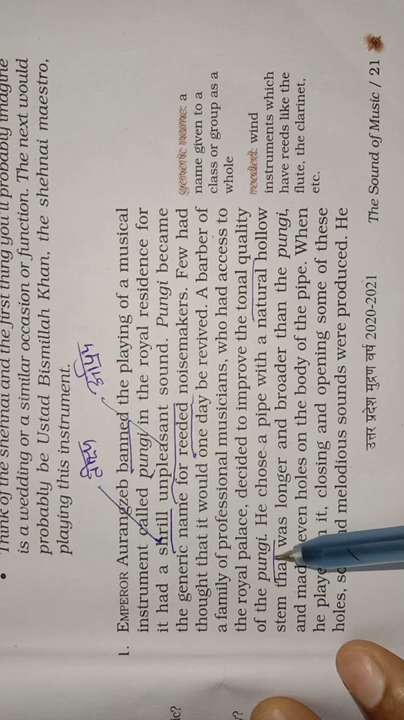 Think of the shehnai and the first thing you'll probably imagine
is a wedding or a similar occasion or function. The next would
probably be Ustad Bismillah Khan, the shehnai maestro,
playing this instrument.
तीक्ष्ण अप्रिय
1. EMPEROR Aurangzeb banned the playing of a musical
instrument called pungi in the royal residence for
it had a shrill unpleasant sound. Pungi became
the generic name for reeded noisemakers. Few had
thought that it would one day be revived. A barber of
a family of professional musicians, who had access to
the royal palace, decided to improve the tonal quality
of the pungi. He chose a pipe with a natural hollow
stem that was longer and broader than the pungi,
and made seven holes on the body of the pipe. When
he played on it, closing and opening some of these
holes, soft and melodious sounds were produced. He
generic name: a
name given to a
class or group as a
whole
reeded: wind
instruments which
have reeds like the
flute, the clarinet,
etc.
उत्तर प्रदेश मुद्रण वर्ष 2020-2021
The Sound of Music / 21
ic?
y?